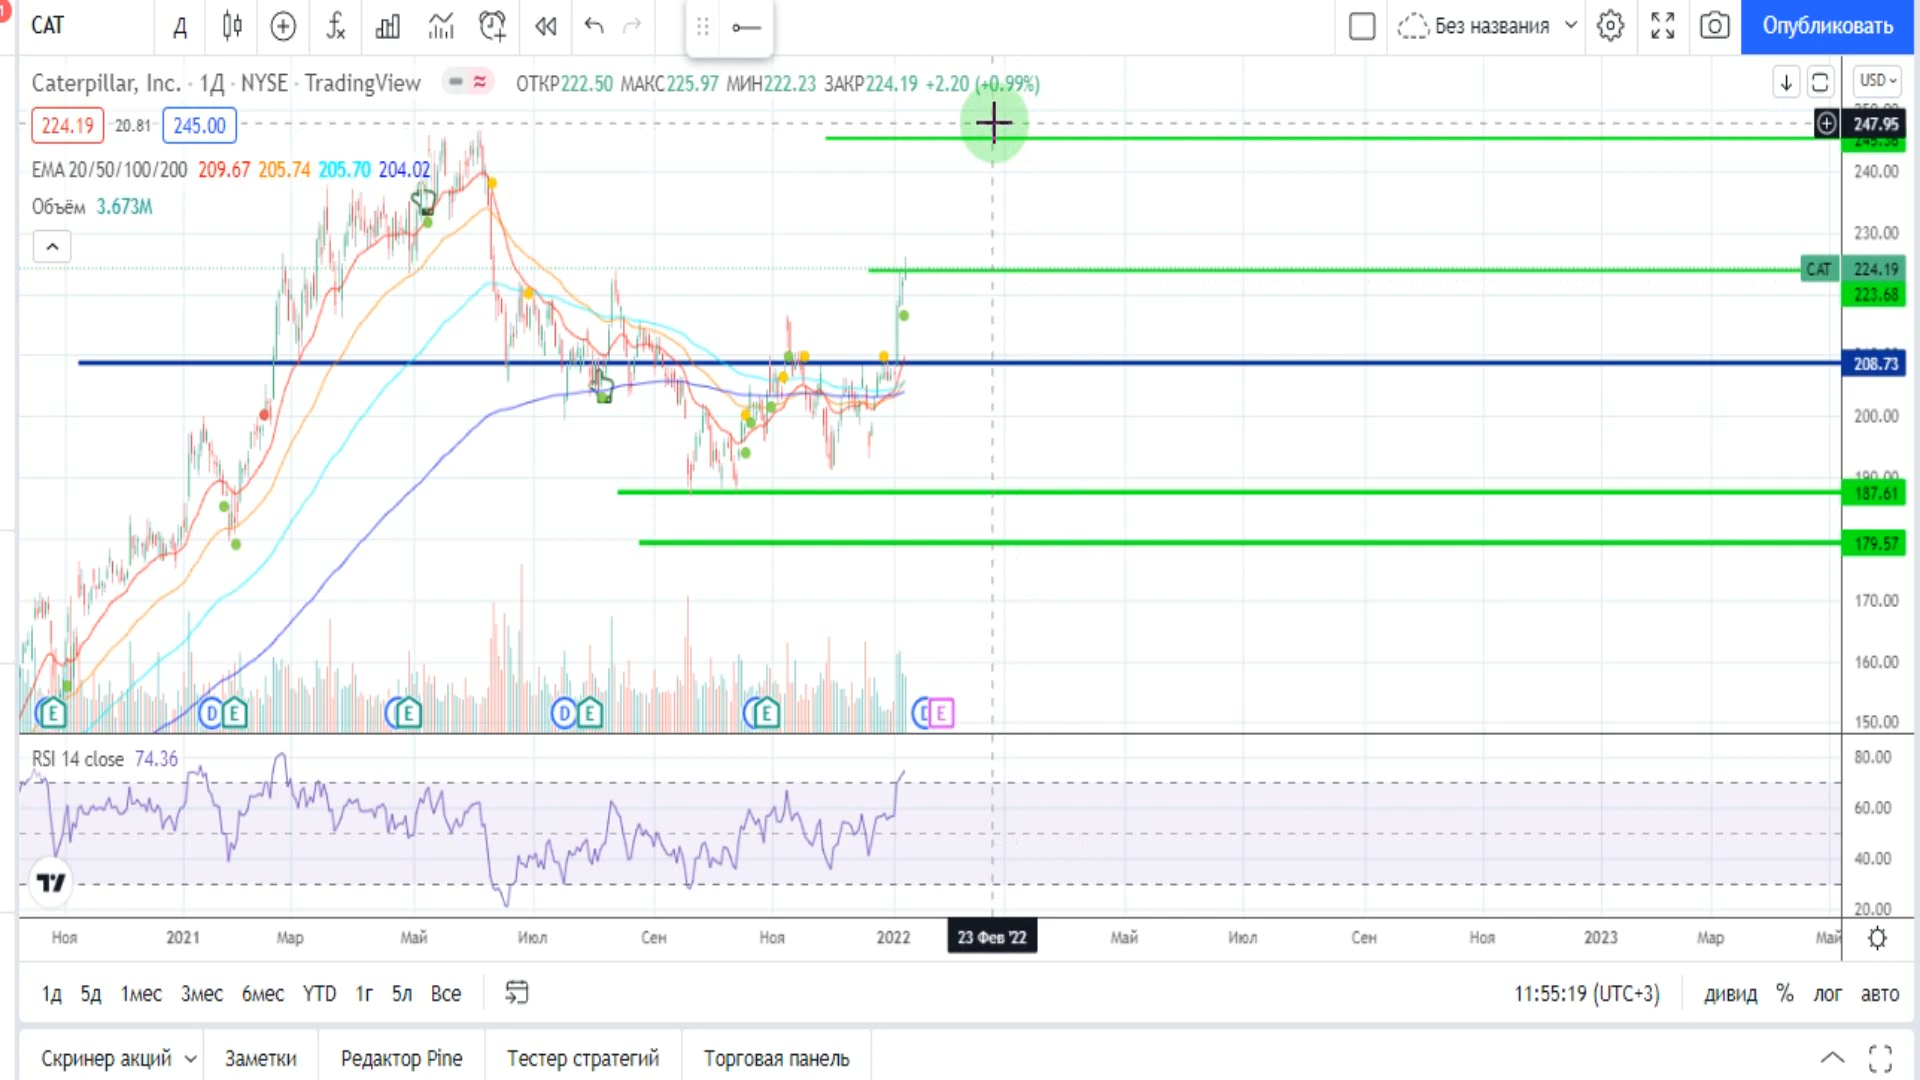 CAT Д Без названия Опубликовать
Caterpillar, Inc. · 1Д · NYSE · TradingView ОТКР222.50 МАКС225.97 МИН222.23 ЗАКР224.19 +2.20 (+0.99%) USD
224.19 20.81 245.00 247.95
EMA 20/50/100/200 209.67 205.74 205.70 204.02 240.00
Объём 3.673M
230.00
CAT 224.19
223.68
208.73
200.00
190.00
187.61
179.57
170.00
160.00
E D E E D E E E
150.00
RSI 14 close 74.36 80.00
60.00
40.00
20.00
Ноя 2021 Мар Май Июл Сен Ноя 2022 23 Фев '22 Май Июл Сен Ноя 2023 Мар Май
1д 5д 1мес 3мес 6мес YTD 1г 5л Все 11:55:19 (UTC+3) дивид % лог авто
Скринер акций Заметки Редактор Pine Тестер стратегий Торговая панель